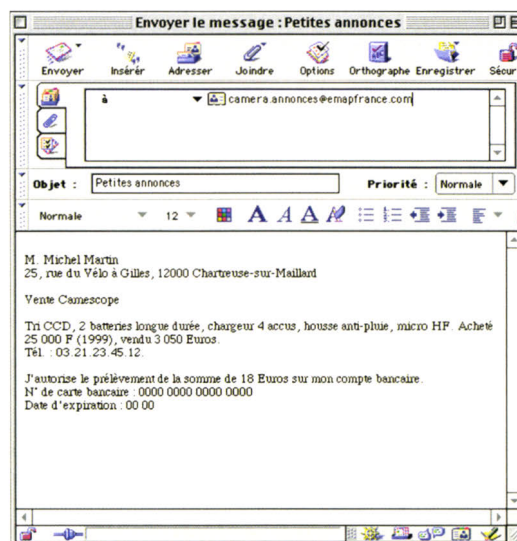 Envoyer le message : Petites annonces
Envoyer Insérér Adresser Joindre Options Orthographe Enregistrer Sécur
à camera.annonces@emapfrance.com
Objet : Petites annonces Priorité : Normale
Normale 12 A A A
M. Michel Martin
25, rue du Vélo à Gilles, 12000 Chartreuse-sur-Maillard
Vente Camescope
Tri CCD, 2 batteries longue durée, chargeur 4 accus, housse anti-pluie, micro HF. Acheté
25 000 F (1999), vendu 3 050 Euros.
Tél. : 03.21.23.45.12.
J'autorise le prélèvement de la somme de 18 Euros sur mon compte bancaire.
N° de carte bancaire : 0000 0000 0000 0000
Date d'expiration : 00 00